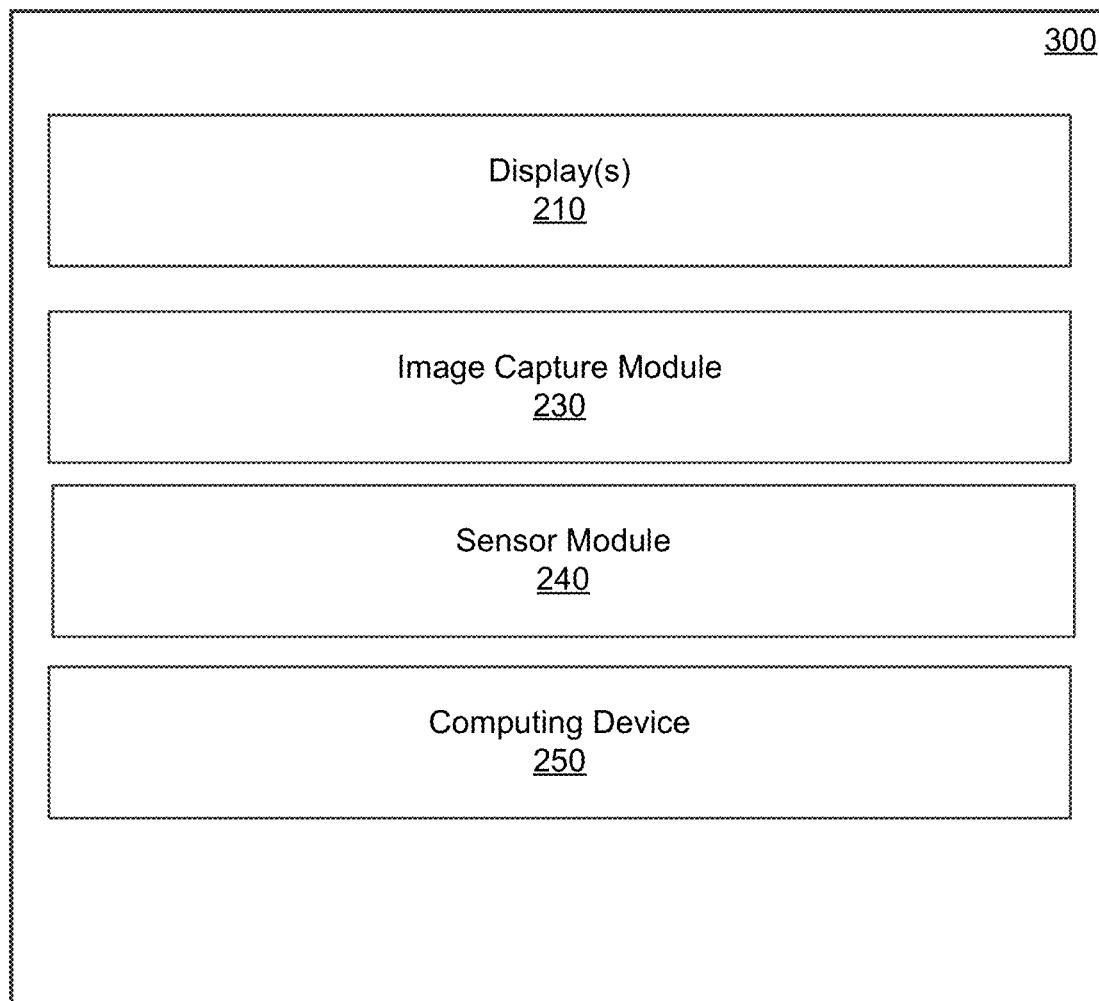 300
Display(s)
210
Image Capture Module
230
Sensor Module
240
Computing Device
250